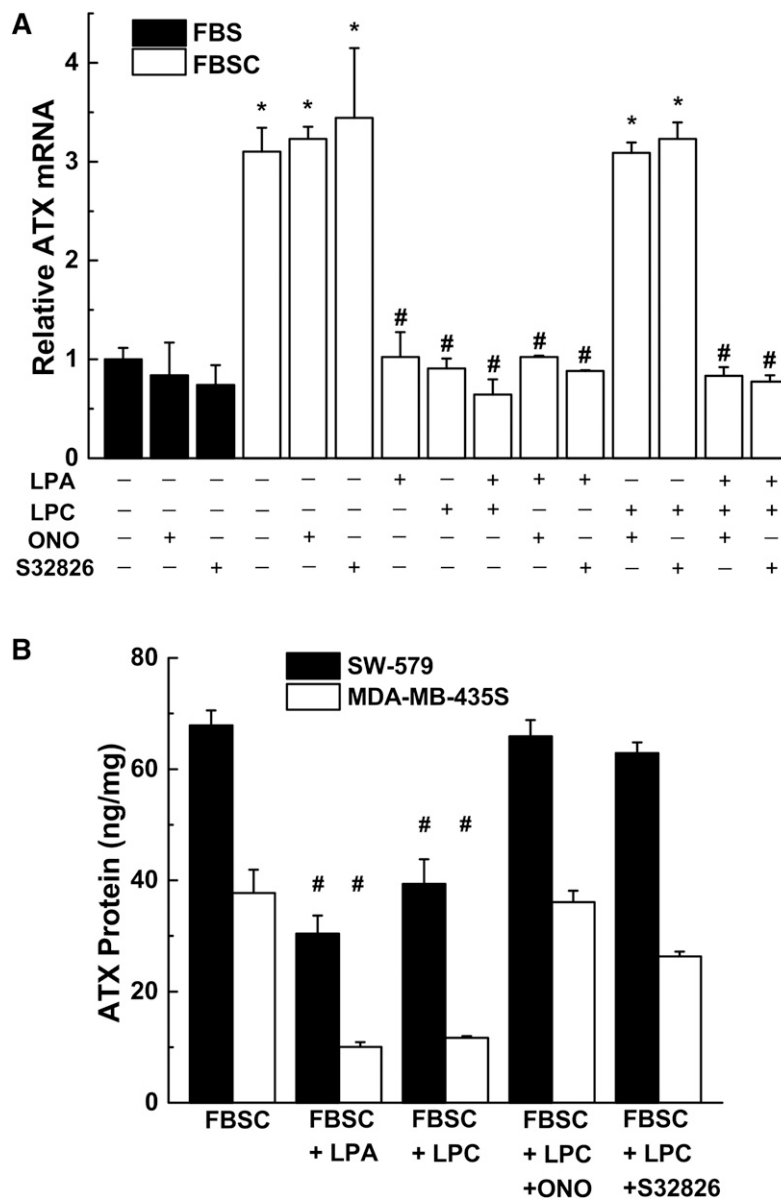 A
FBS
FBSC
* * * # # # # # * * # #
Relative ATX mRNA
4
3
2
1
0
LPA – – – – – – + – + + + – – + +
LPC – – – – – – – + + – – + + + +
ONO – + – – + – – – – + – + – + –
S32826 – – + – – + – – – – + – + – +
B
SW-579
MDA-MB-435S
ATX Protein (ng/mg)
80
60
40
20
0
# #
# #
FBSC
FBSC
+ LPA
FBSC
+ LPC
FBSC
+ LPC
+ONO
FBSC
+ LPC
+S32826